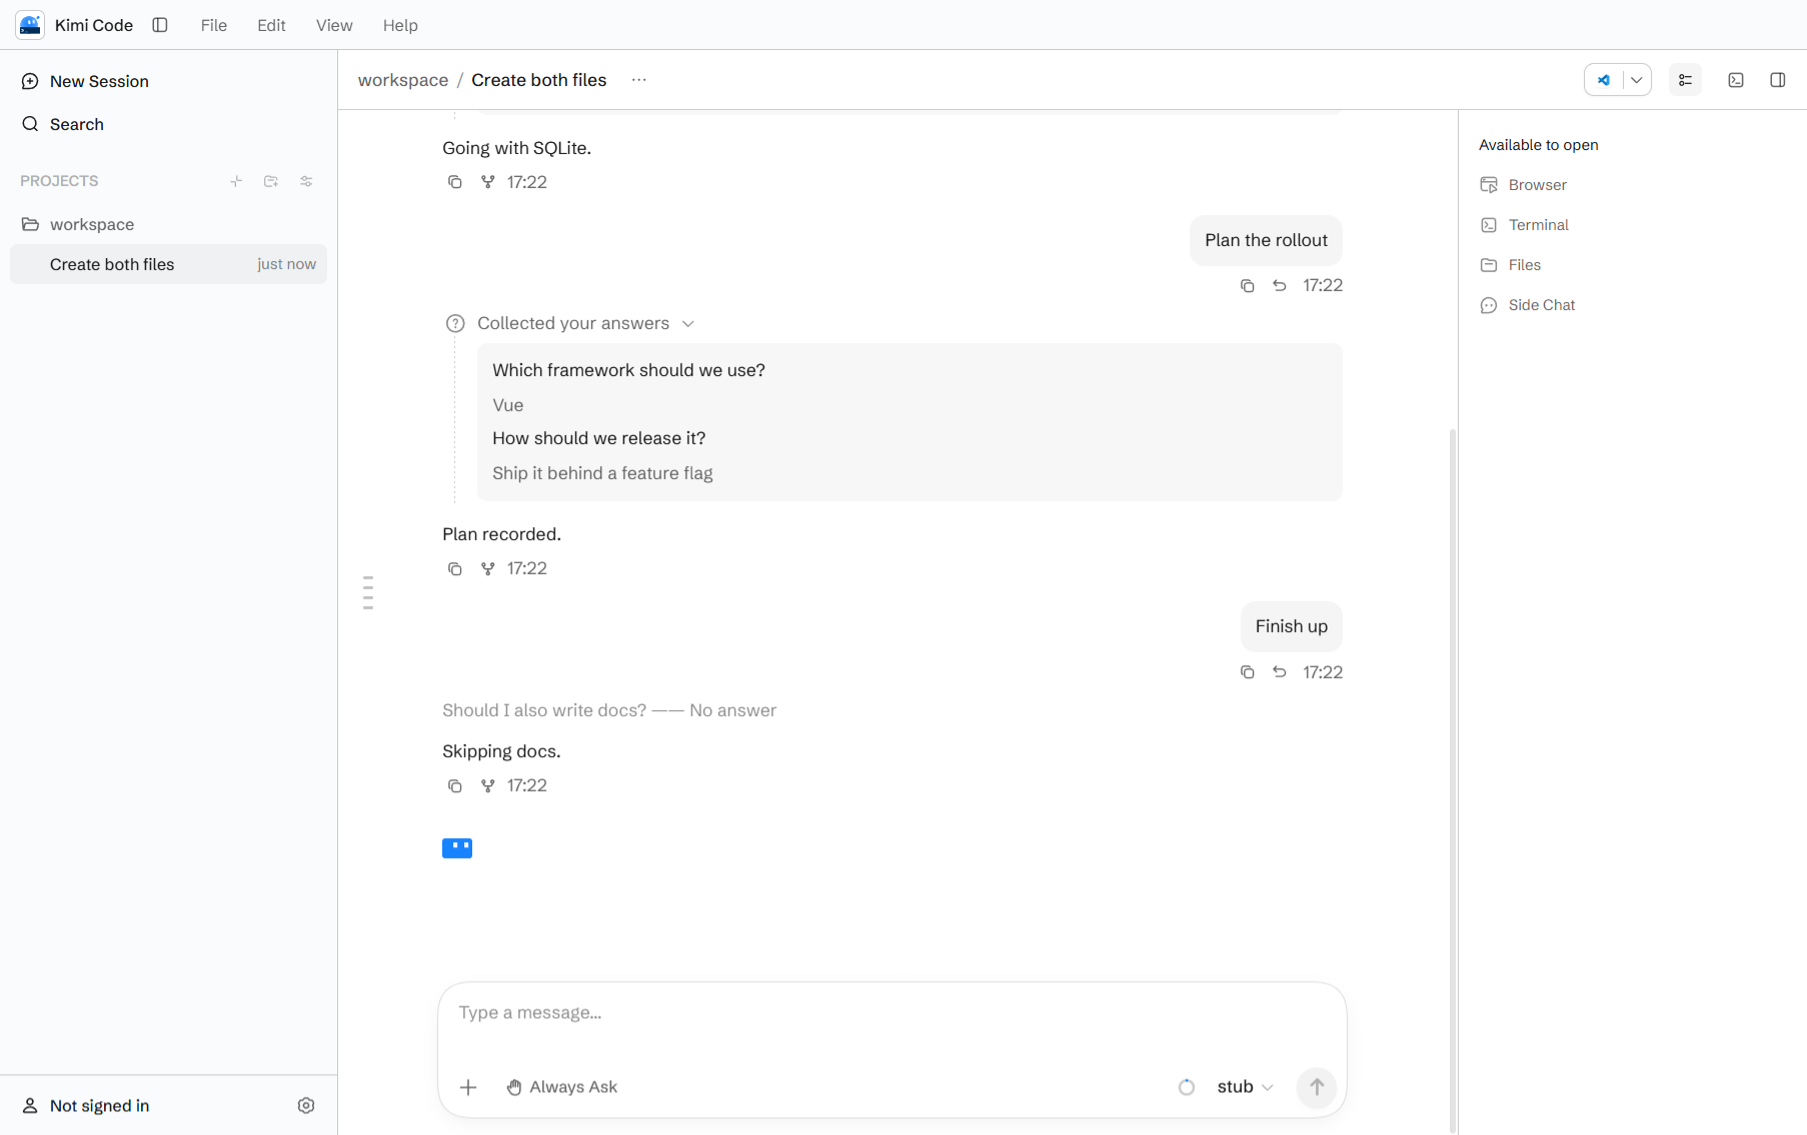 Kimi Code
File
Edit
View
Help
New Session
Search
PROJECTS
workspace
Create both files
just now
Not signed in
workspace / Create both files
Going with SQLite.
17:22
Plan the rollout
17:22
Collected your answers
Which framework should we use?
Vue
How should we release it?
Ship it behind a feature flag
Plan recorded.
17:22
Finish up
17:22
Should I also write docs? —— No answer
Skipping docs.
17:22
Type a message...
Always Ask
stub
Available to open
Browser
Terminal
Files
Side Chat